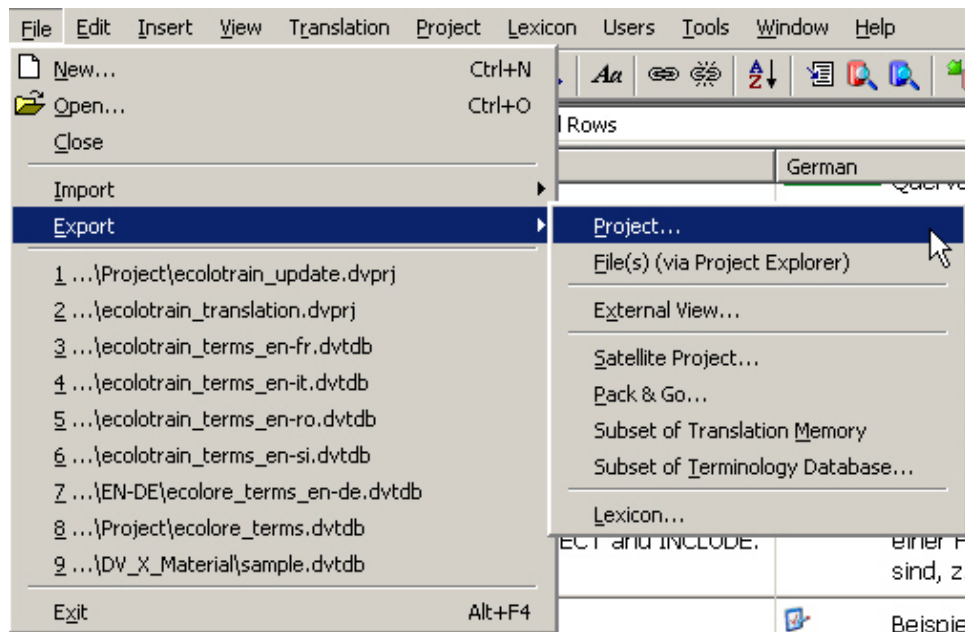 File Edit Insert View Translation Project Lexicon Users Tools Window Help
New... Ctrl+N
Open... Ctrl+O
Close
Import
Export
1 ...\Project\ecolotrain_update.dvprj
2 ...\ecolotrain_translation.dvprj
3 ...\ecolotrain_terms_en-fr.dvtdb
4 ...\ecolotrain_terms_en-it.dvtdb
5 ...\ecolotrain_terms_en-ro.dvtdb
6 ...\ecolotrain_terms_en-si.dvtdb
7 ...\EN-DE\ecolore_terms_en-de.dvtdb
8 ...\Project\ecolore_terms.dvtdb
9 ...\DV_X_Material\sample.dvtdb
Exit Alt+F4
Rows
German
Project...
File(s) (via Project Explorer)
External View...
Satellite Project...
Pack & Go...
Subset of Translation Memory
Subset of Terminology Database...
Lexicon...
and INCLUDE. einer
sind, z
Beispie